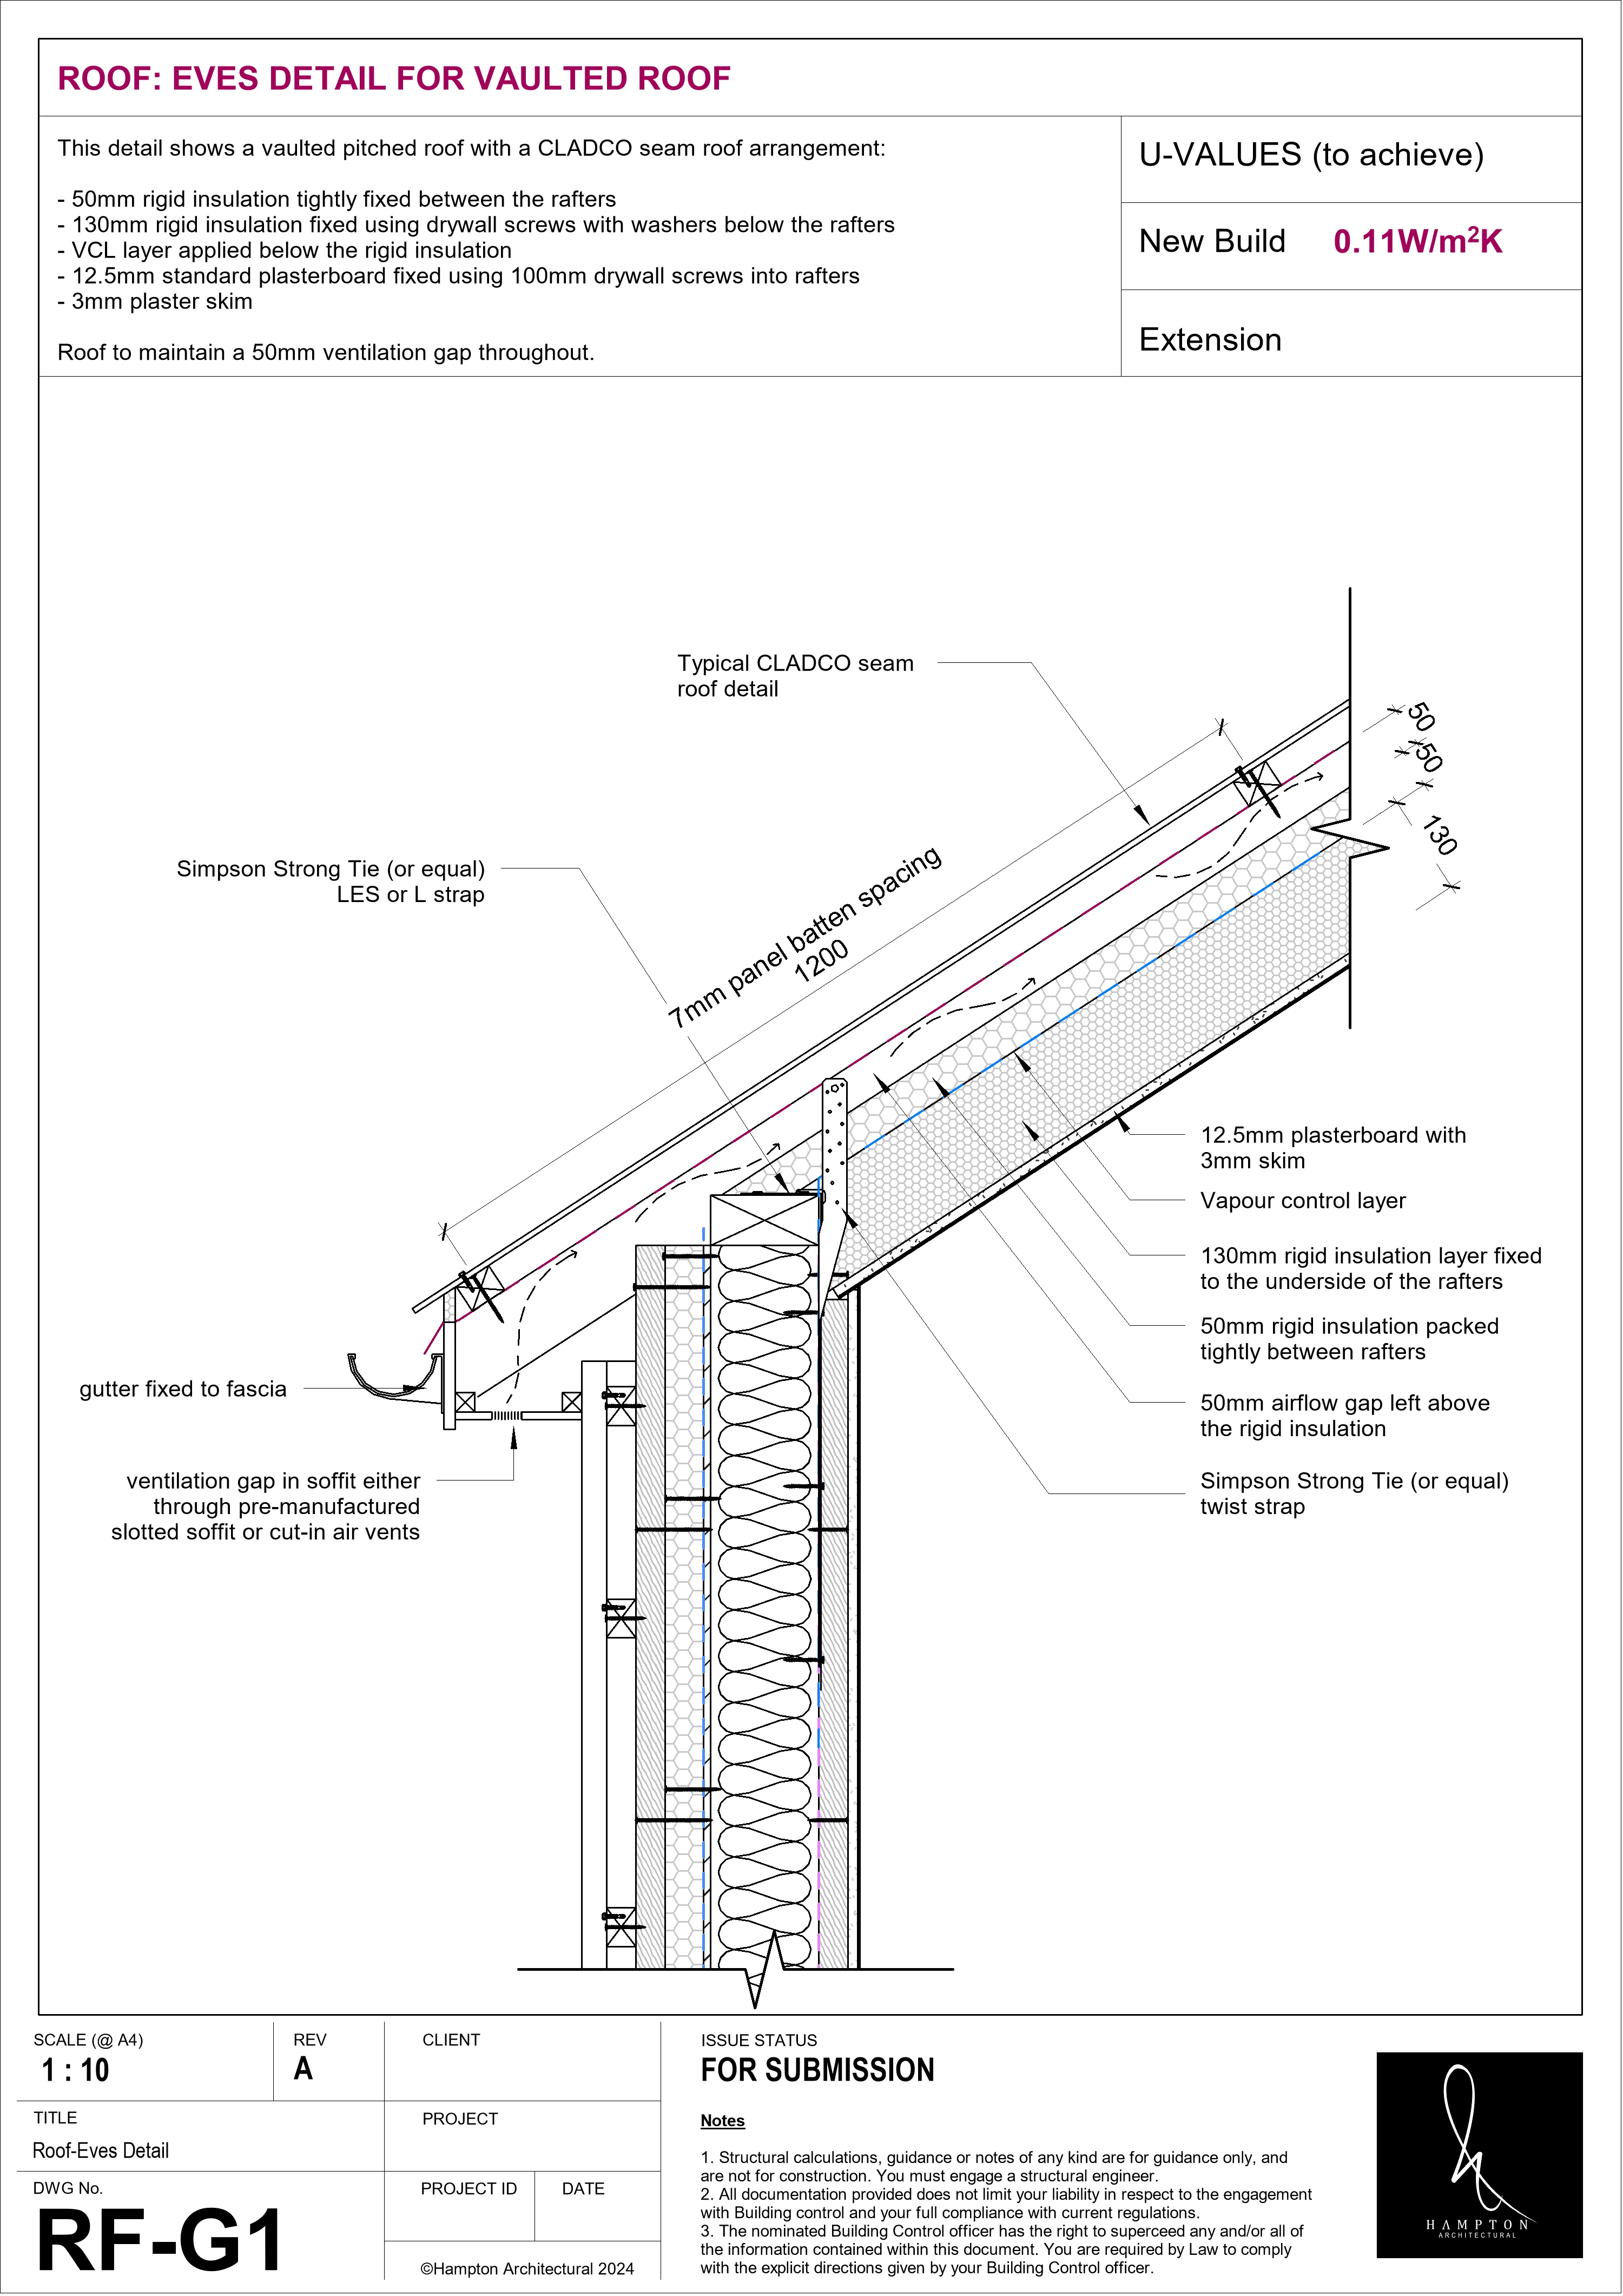 ROOF: EVES DETAIL FOR VAULTED ROOF
This detail shows a vaulted pitched roof with a CLADCO seam roof arrangement:
- 50mm rigid insulation tightly fixed between the rafters
- 130mm rigid insulation fixed using drywall screws with washers below the rafters
- VCL layer applied below the rigid insulation
- 12.5mm standard plasterboard fixed using 100mm drywall screws into rafters
- 3mm plaster skim
Roof to maintain a 50mm ventilation gap throughout.
U-VALUES (to achieve)
New Build 0.11W/m²K
Extension
Typical CLADCO seam
roof detail
50
50
130
Simpson Strong Tie (or equal)
LES or L strap
7mm panel batten spacing
1200
12.5mm plasterboard with
3mm skim
Vapour control layer
130mm rigid insulation layer fixed
to the underside of the rafters
50mm rigid insulation packed
tightly between rafters
50mm airflow gap left above
the rigid insulation
Simpson Strong Tie (or equal)
twist strap
gutter fixed to fascia
ventilation gap in soffit either
through pre-manufactured
slotted soffit or cut-in air vents
SCALE (@ A4)
1 : 10
REV
A
CLIENT
TITLE
Roof-Eves Detail
PROJECT
DWG No.
RF-G1
PROJECT ID
DATE
©Hampton Architectural 2024
ISSUE STATUS
FOR SUBMISSION
Notes
1. Structural calculations, guidance or notes of any kind are for guidance only, and
are not for construction. You must engage a structural engineer.
2. All documentation provided does not limit your liability in respect to the engagement
with Building control and your full compliance with current regulations.
3. The nominated Building Control officer has the right to superceed any and/or all of
the information contained within this document. You are required by Law to comply
with the explicit directions given by your Building Control officer.
HAMPTON
ARCHITECTURAL